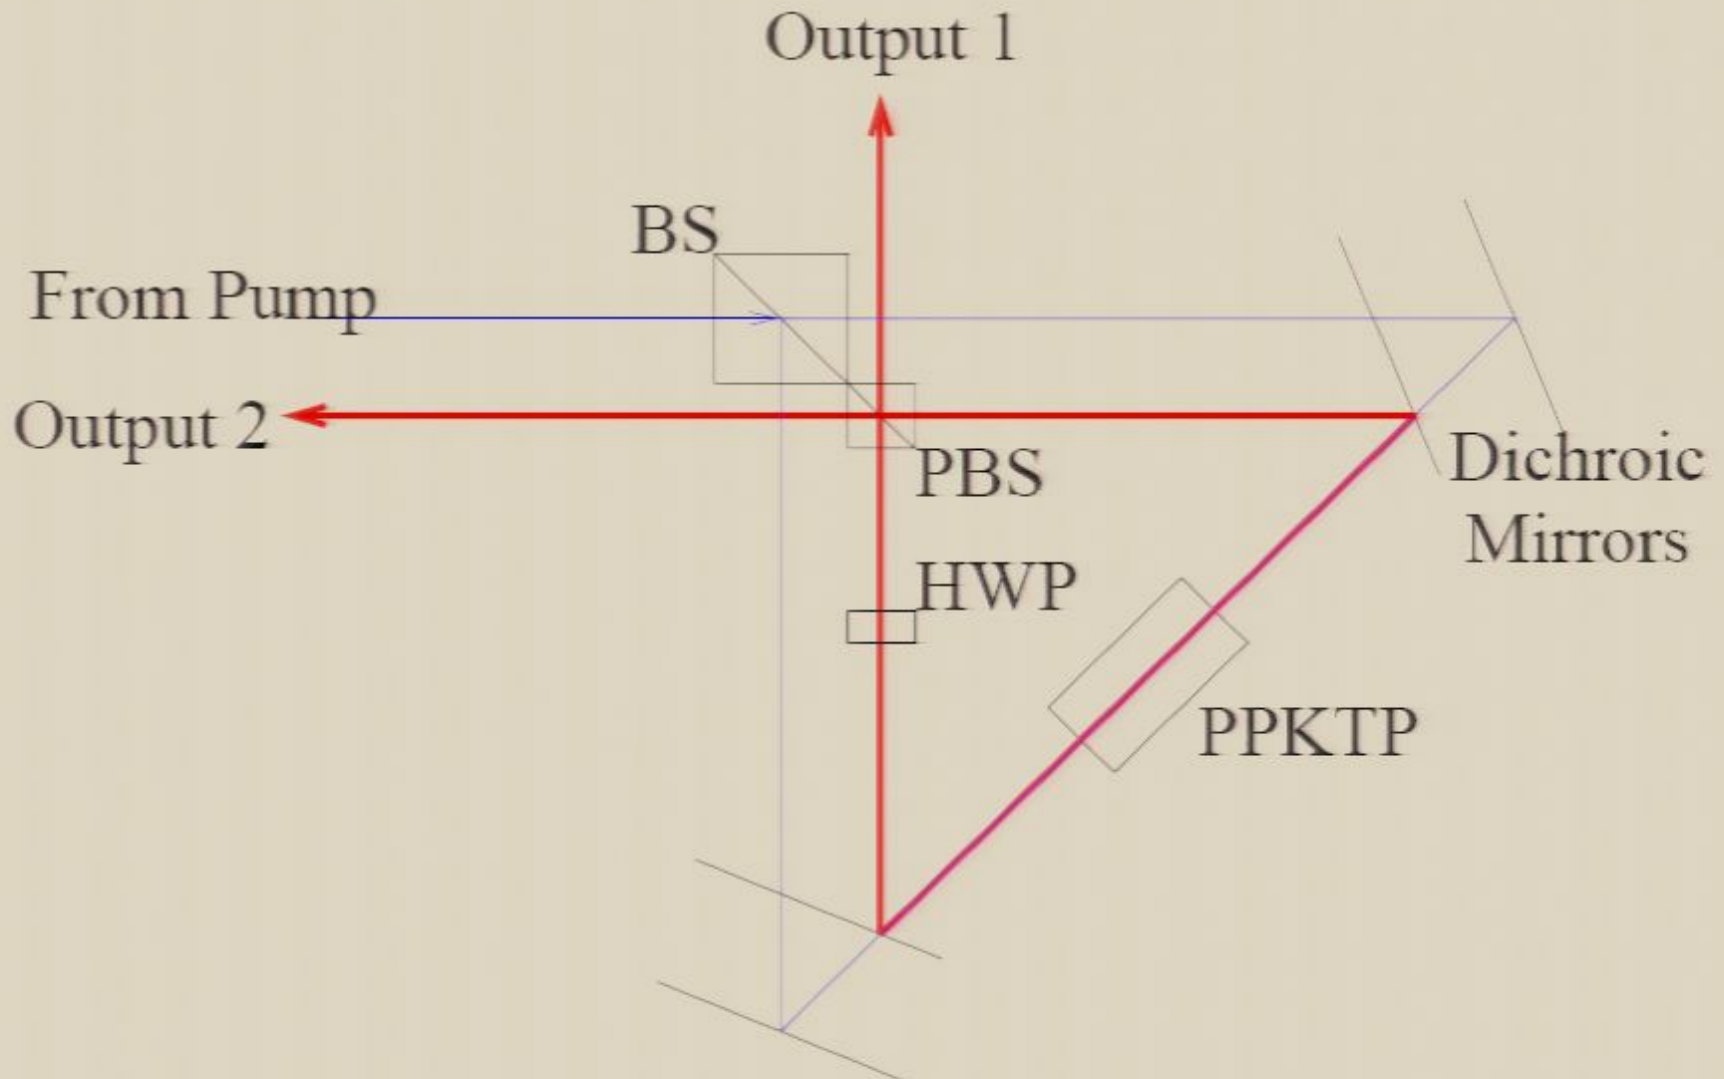 Output 1
BS
From Pump
Output 2
PBS
Dichroic
Mirrors
HWP
PPKTP